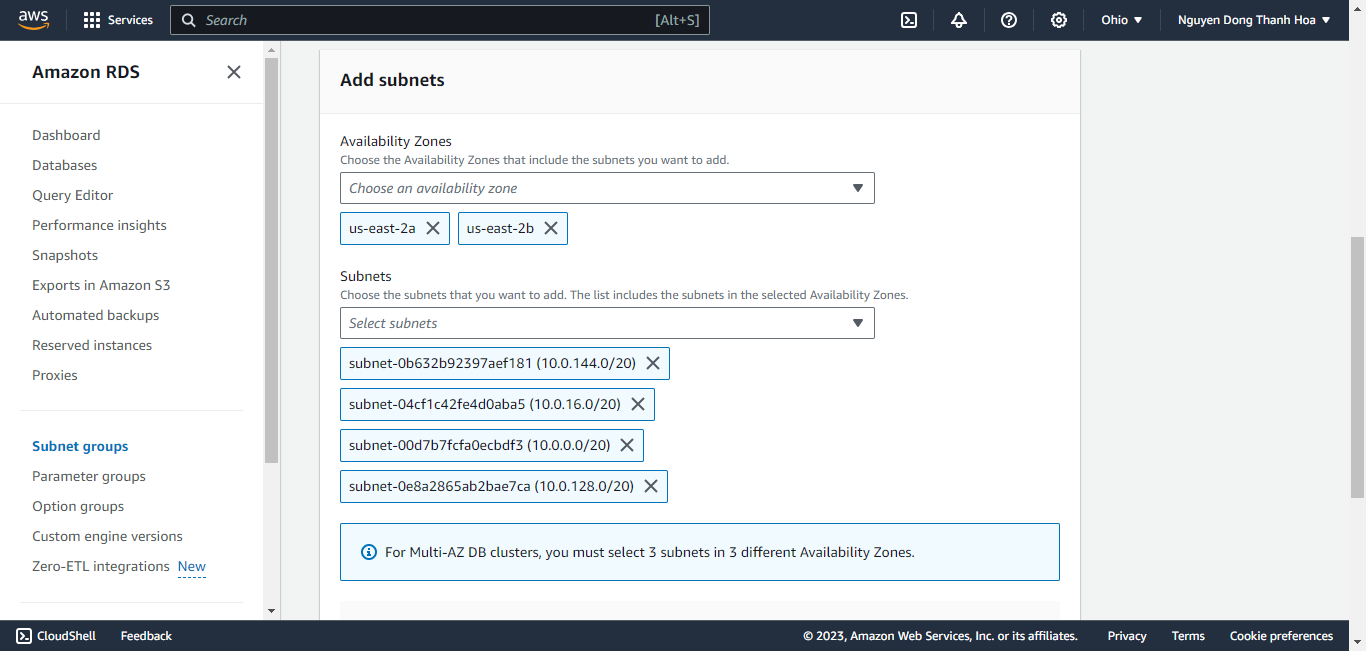 aws
Services
Search [Alt+S]
Ohio
Nguyen Dong Thanh Hoa
Amazon RDS
Dashboard
Databases
Query Editor
Performance insights
Snapshots
Exports in Amazon S3
Automated backups
Reserved instances
Proxies
Subnet groups
Parameter groups
Option groups
Custom engine versions
Zero-ETL integrations New
Add subnets
Availability Zones
Choose the Availability Zones that include the subnets you want to add.
Choose an availability zone
us-east-2a us-east-2b
Subnets
Choose the subnets that you want to add. The list includes the subnets in the selected Availability Zones.
Select subnets
subnet-0b632b92397aef181 (10.0.144.0/20)
subnet-04cf1c42fe4d0aba5 (10.0.16.0/20)
subnet-00d7b7fcfa0ecbdf3 (10.0.0.0/20)
subnet-0e8a2865ab2bae7ca (10.0.128.0/20)
For Multi-AZ DB clusters, you must select 3 subnets in 3 different Availability Zones.
CloudShell
Feedback
© 2023, Amazon Web Services, Inc. or its affiliates.
Privacy
Terms
Cookie preferences